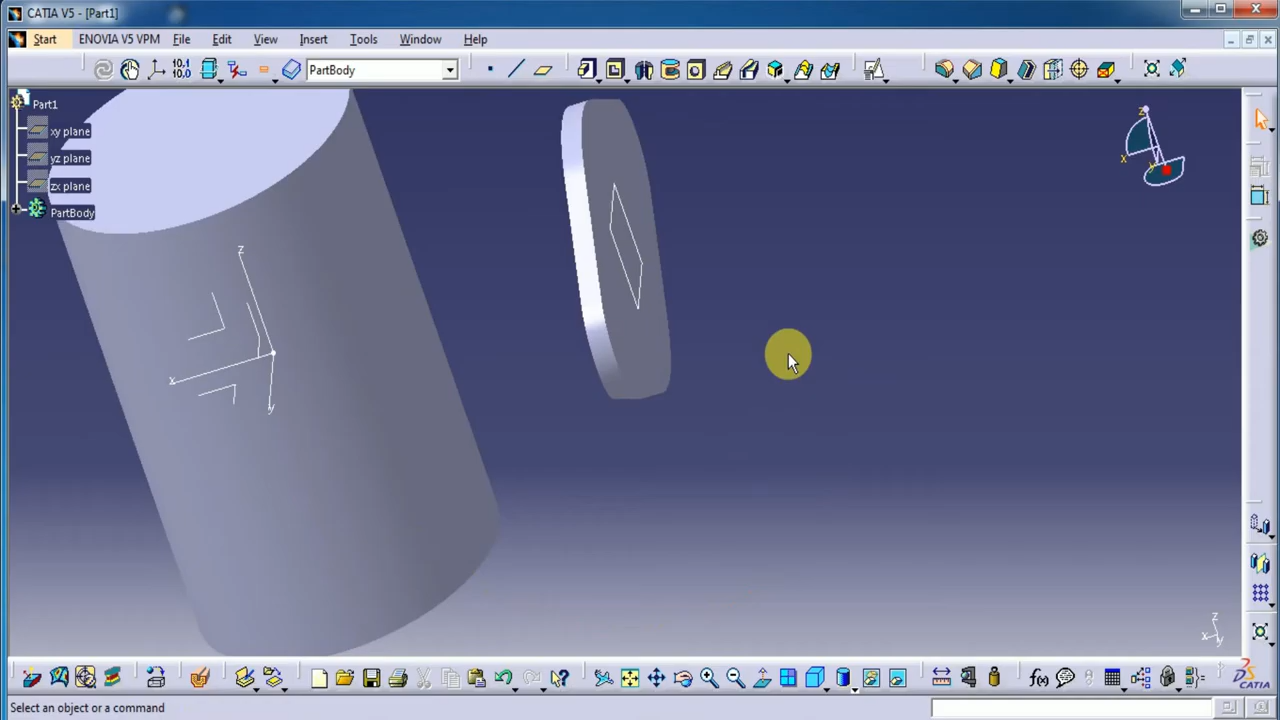 CATIA V5 - [Part1]
Start ENOVIA V5 VPM File Edit View Insert Tools Window Help
PartBody
Part1
xy plane
yz plane
zx plane
PartBody
z
x
y
z
x
y
z
x y
f(x)
CATIA
Select an object or a command